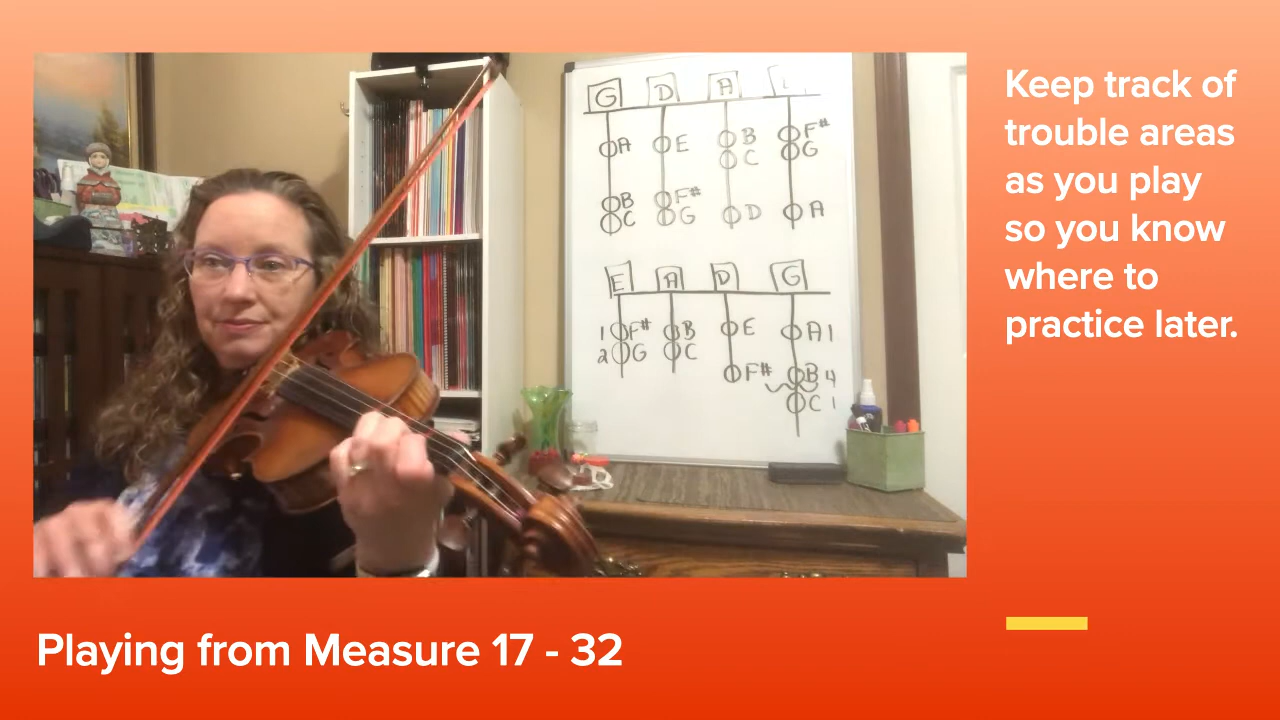 Keep track of
trouble areas
as you play
so you know
where to
practice later.
G D A
A E B F#
C G
B F#
C G D A
E A D G
1 F# B E A 1
2 G C
F# B 4
C 1
Playing from Measure 17 - 32